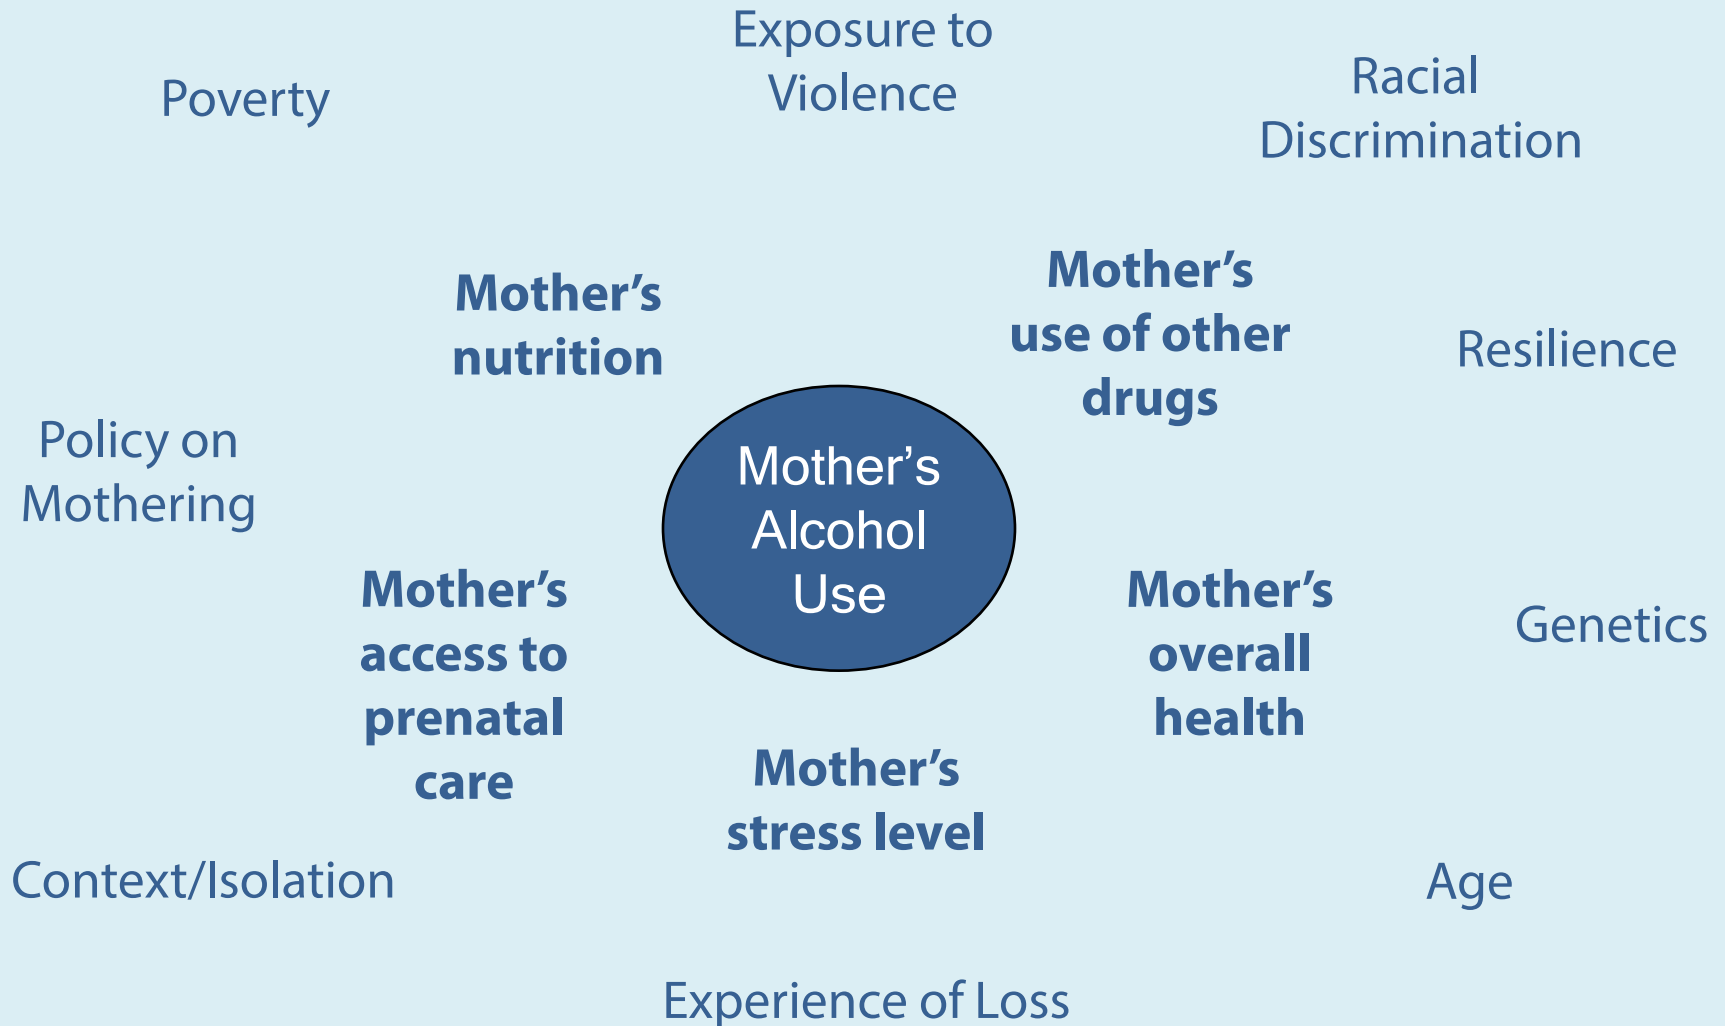 Exposure to
Violence
Poverty
Racial
Discrimination
Mother’s
nutrition
Mother’s
use of other
drugs
Resilience
Policy on
Mothering
Mother’s
Alcohol
Use
Mother’s
access to
prenatal
care
Mother’s
overall
health
Genetics
Mother’s
stress level
Context/Isolation
Age
Experience of Loss